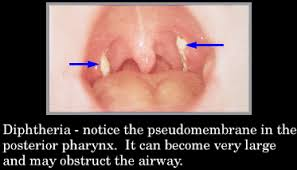 Diphtheria - notice the pseudomembrane in the
posterior pharynx.  It can become very large
and may obstruct the airway.